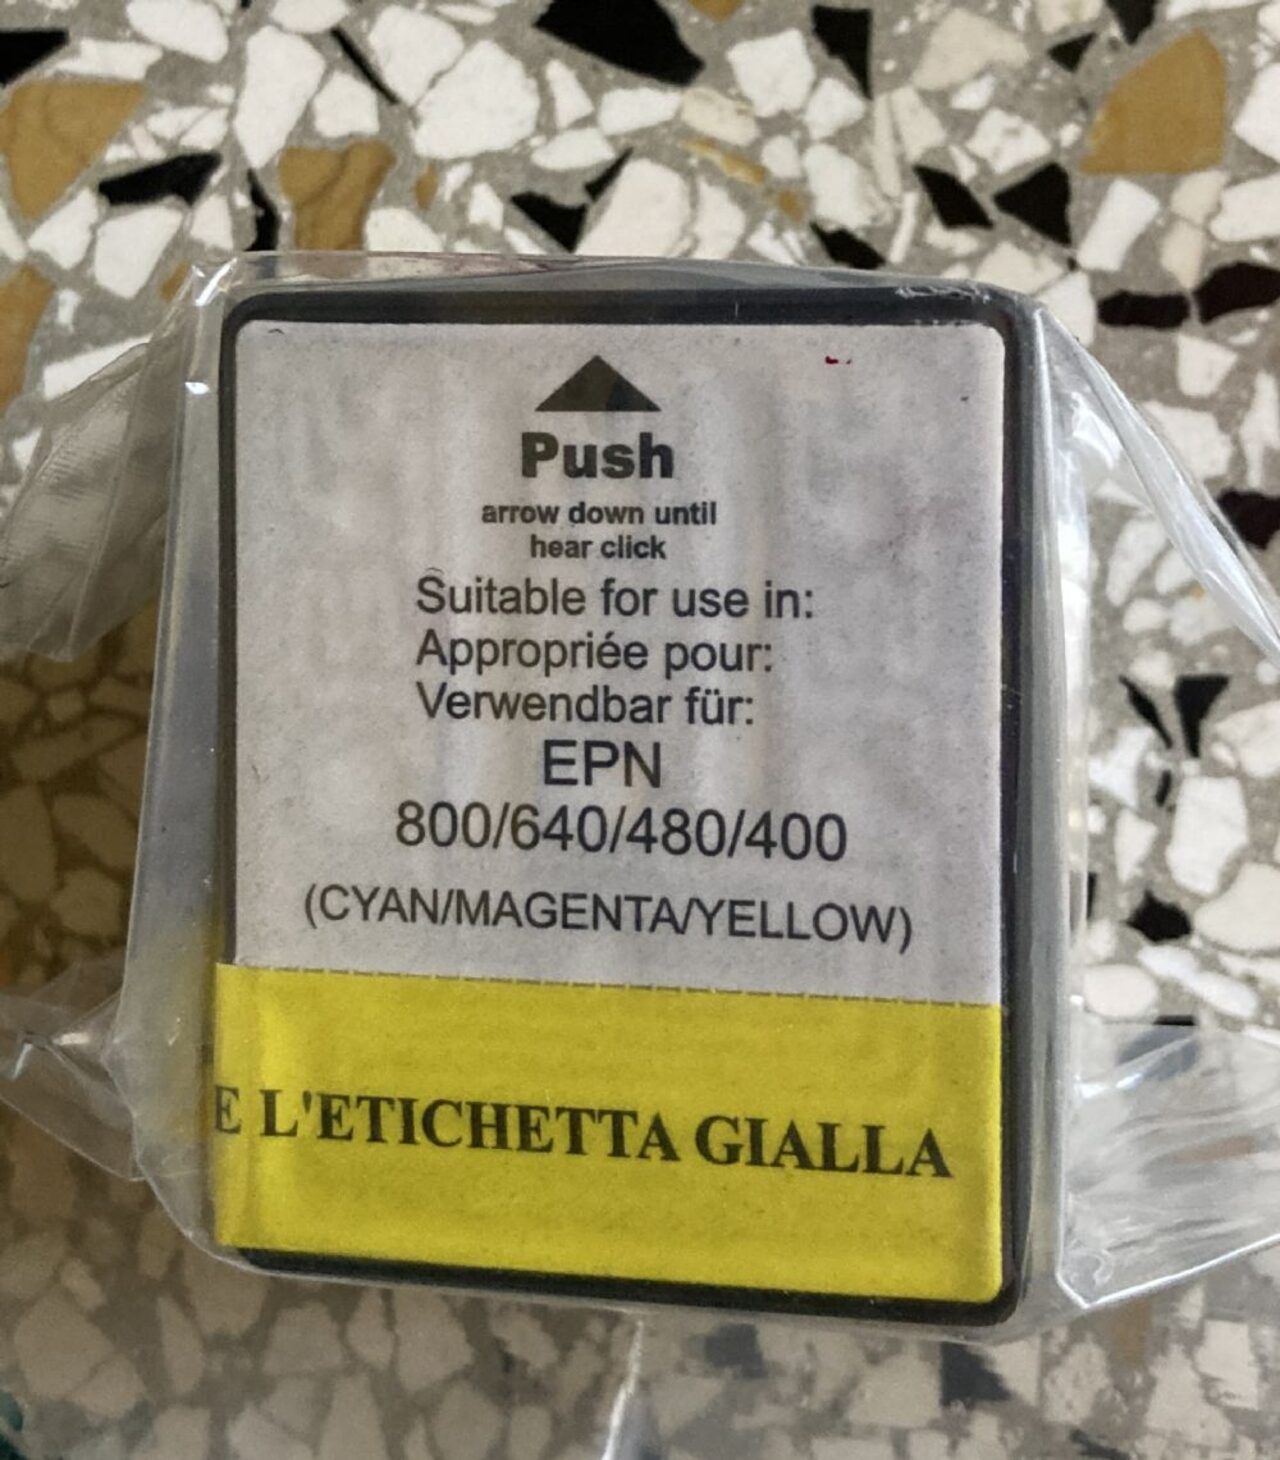 Push
arrow down until
hear click
Suitable for use in:
Appropriée pour:
Verwendbar für:
EPN
800/640/480/400
(CYAN/MAGENTA/YELLOW)
E L'ETICHETTA GIALLA